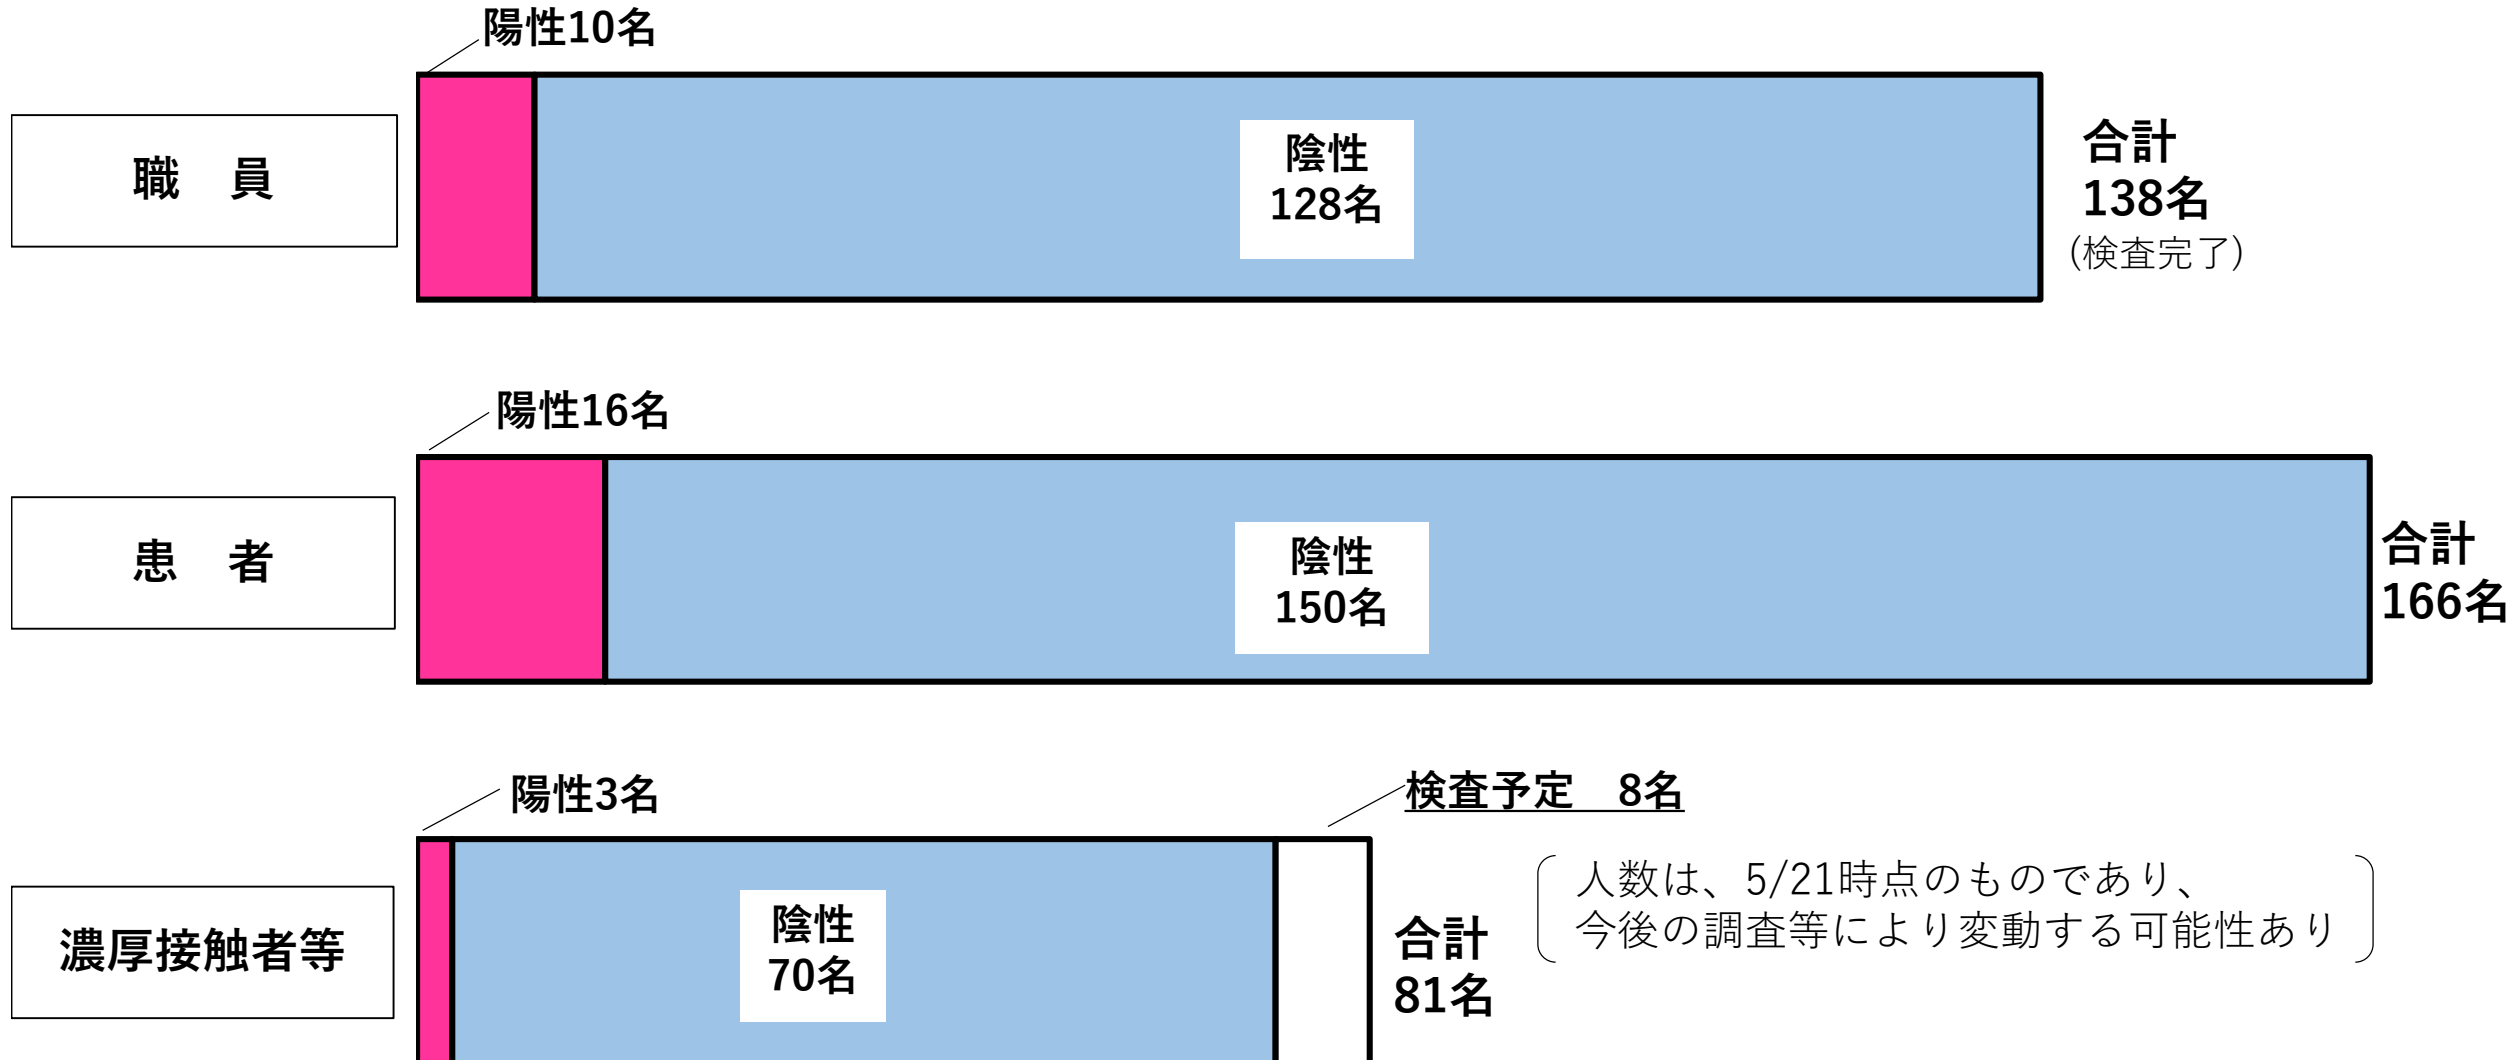 陽性10名
職　員
陰性
128名
合計
138名
(検査完了)
陽性16名
患　者
陰性
150名
合計
166名
陽性3名
検査予定　8名
濃厚接触者等
陰性
70名
合計
81名
人数は、5/21時点のものであり、
今後の調査等により変動する可能性あり